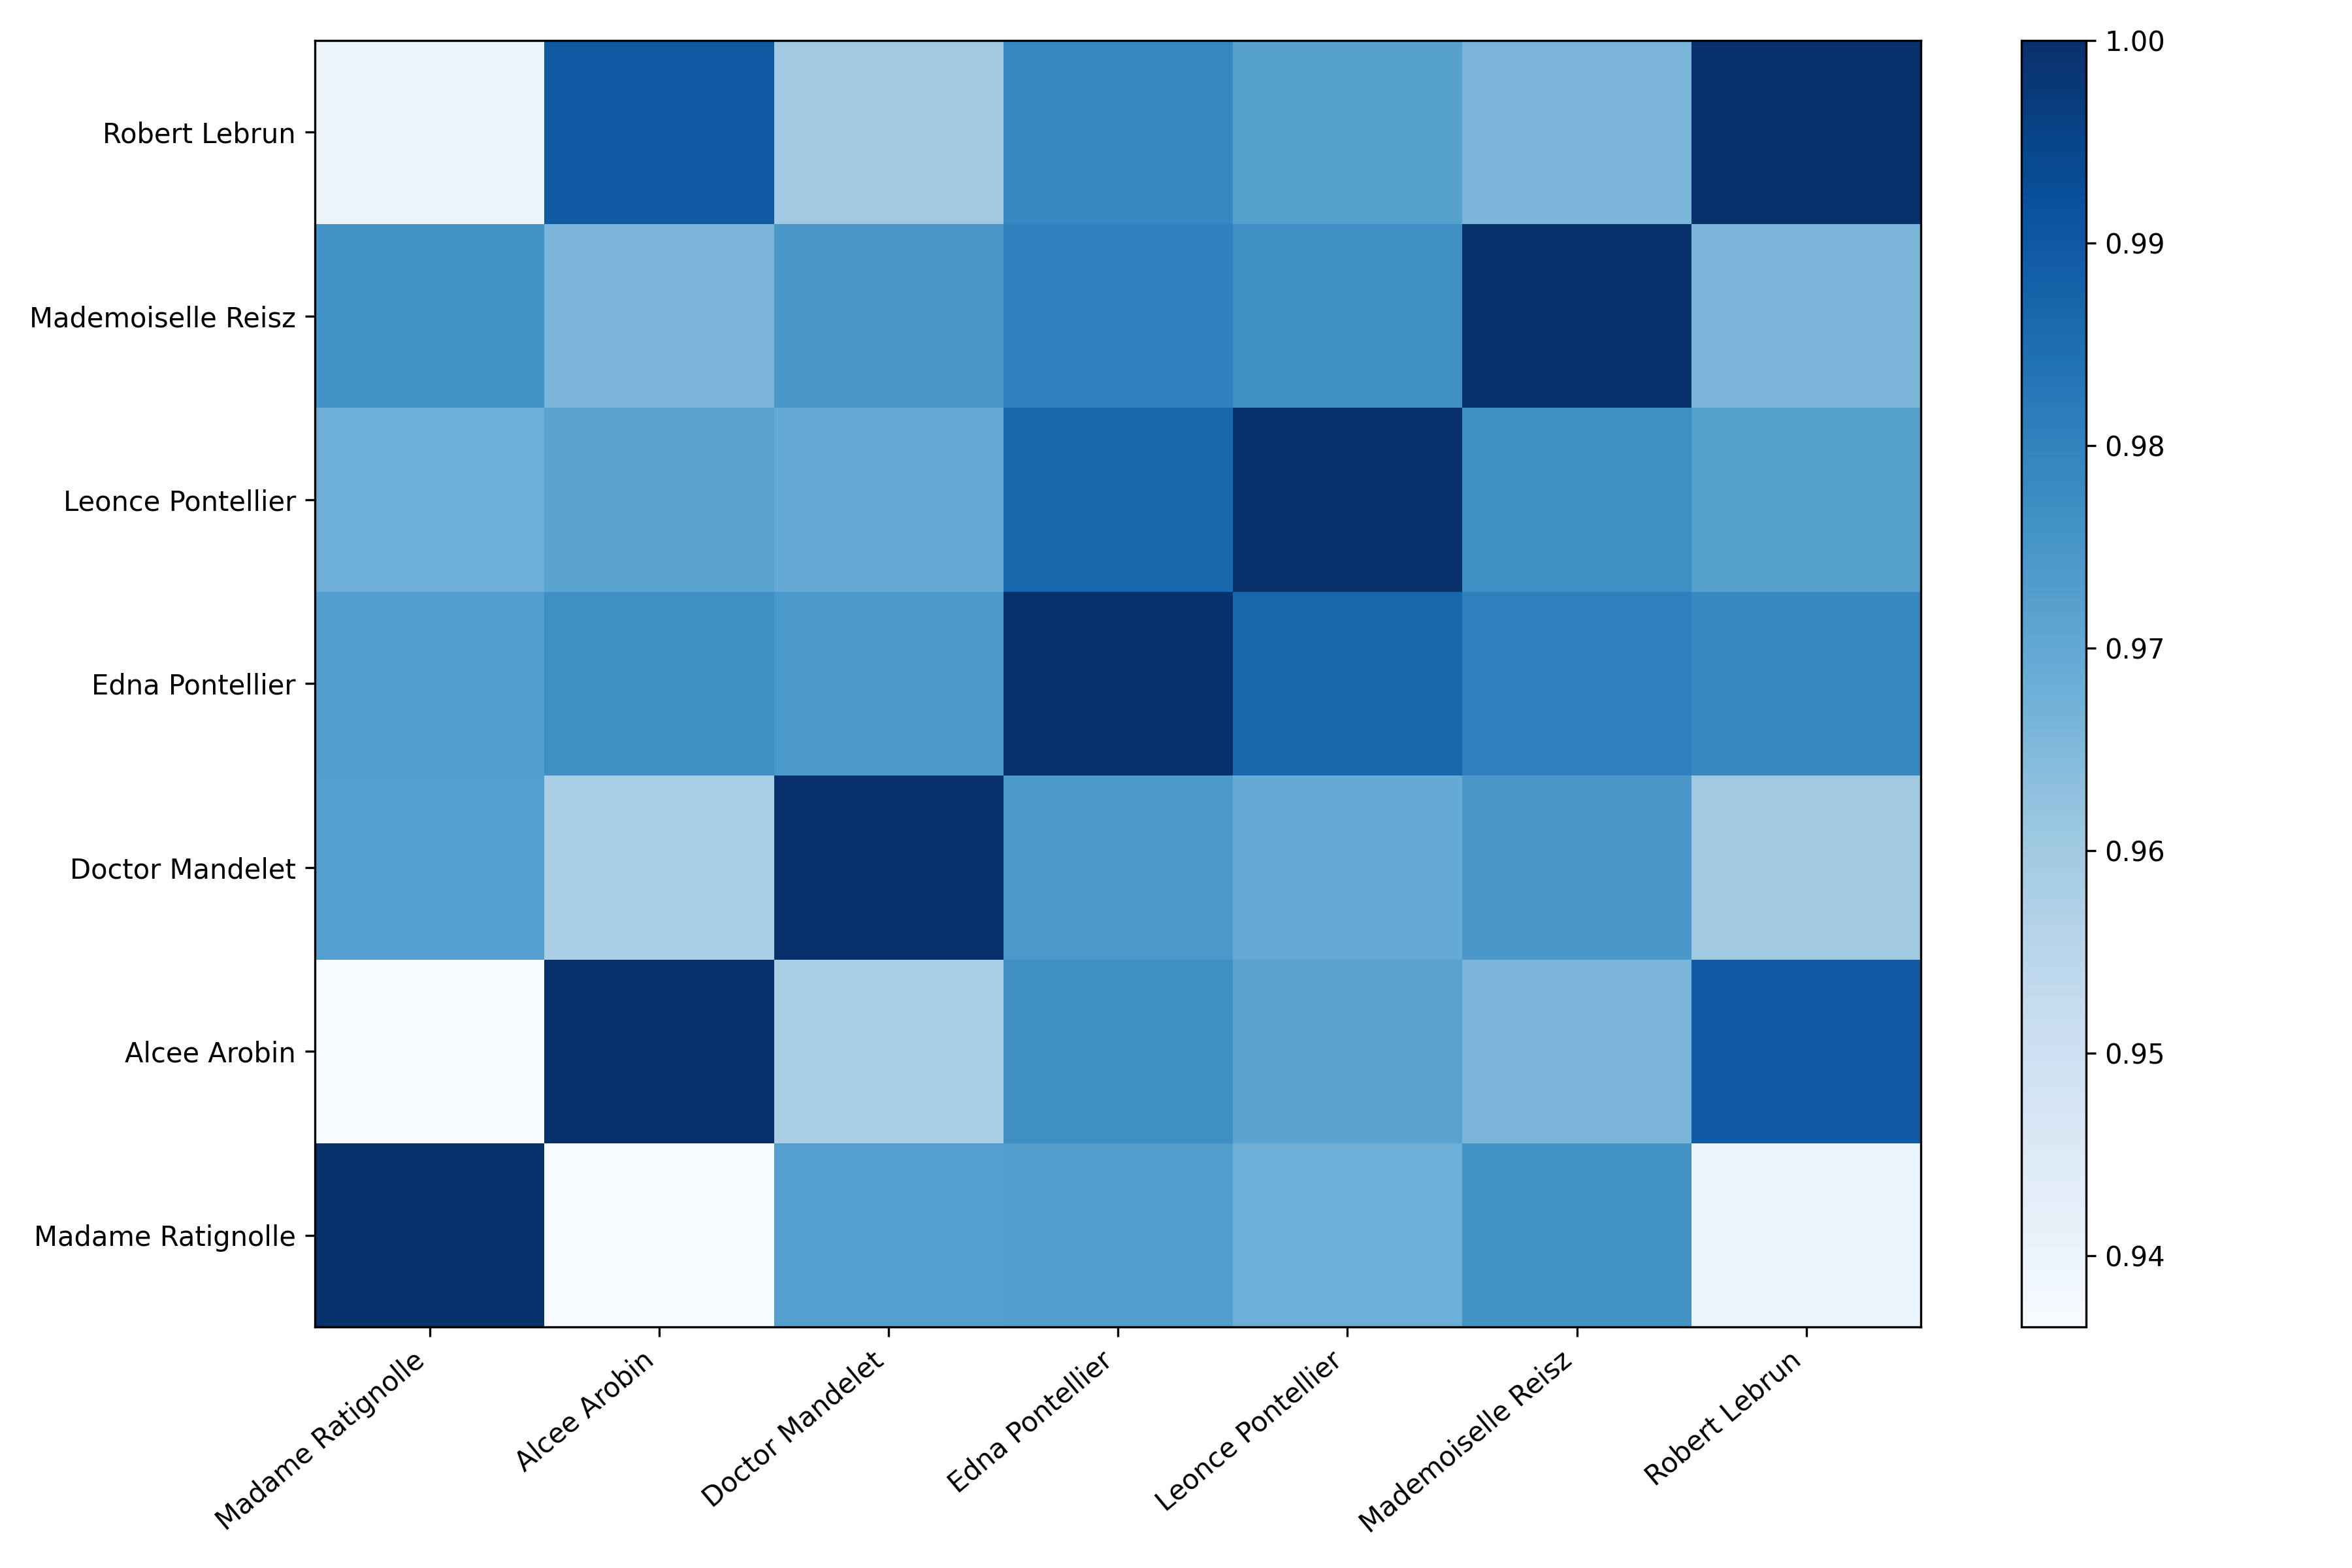 Robert Lebrun
Mademoiselle Reisz
Leonce Pontellier
Edna Pontellier
Doctor Mandelet
Alcee Arobin
Madame Ratignolle
Madame Ratignolle
Alcee Arobin
Doctor Mandelet
Edna Pontellier
Leonce Pontellier
Mademoiselle Reisz
Robert Lebrun
1.00
0.99
0.98
0.97
0.96
0.95
0.94